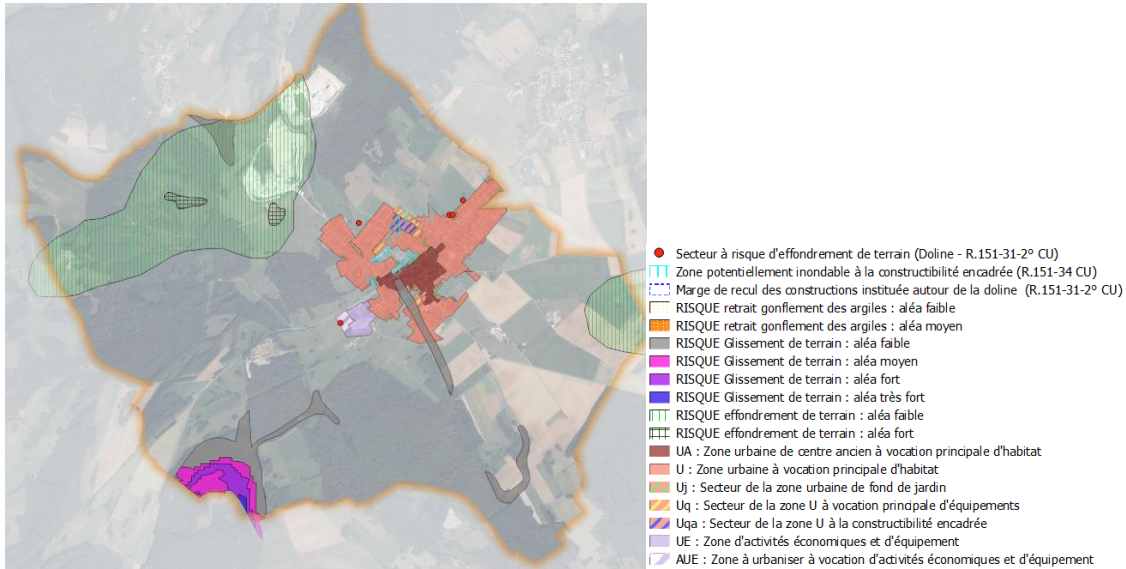 Secteur à risque d'effondrement de terrain (Doline - R.151-31-2º CU)
Zone potentiellement inondable à la constructibilité encadrée (R.151-34 CU)
Marge de recul des constructions instituée autour de la doline (R.151-31-2º CU)
RISQUE retrait gonflement des argiles : aléa faible
RISQUE retrait gonflement des argiles : aléa moyen
RISQUE Glissement de terrain : aléa faible
RISQUE Glissement de terrain : aléa moyen
RISQUE Glissement de terrain : aléa fort
RISQUE Glissement de terrain : aléa très fort
RISQUE effondrement de terrain : aléa faible
RISQUE effondrement de terrain : aléa fort
UA : Zone urbaine de centre ancien à vocation principale d'habitat
U : Zone urbaine à vocation principale d'habitat
Uj : Secteur de la zone urbaine de fond de jardin
Uq : Secteur de la zone U à vocation principale d'équipements
Uqa : Secteur de la zone U à la constructibilité encadrée
UE : Zone d'activités économiques et d'équipement
AUE : Zone à urbaniser à vocation d'activités économiques et d'équipement